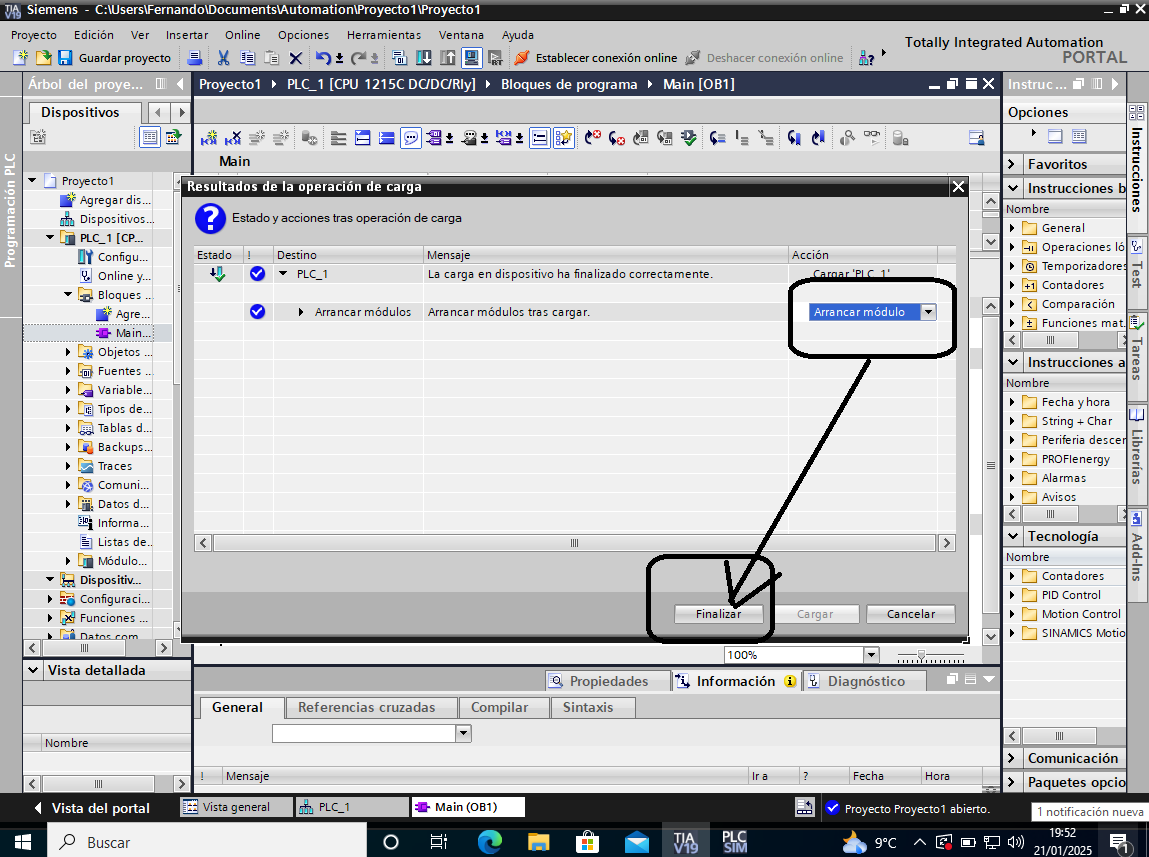 TIA V19 Siemens - C:\Users\Fernando\Documents\Automation\Proyecto1\Proyecto1
Proyecto Edición Ver Insertar Online Opciones Herramientas Ventana Ayuda
Guardar proyecto Establecer conexión online Deshacer conexión online
Totally Integrated Automation
PORTAL
Árbol del proye...
Proyecto1 PLC_1 [CPU 1215C DC/DC/Rly] Bloques de programa Main [OB1]
Instruc...
Dispositivos
Opciones
Programación PLC
Main
Proyecto1
Agregar dis...
Dispositivos...
PLC_1 [CP...
Configu...
Online y...
Bloques ...
Agre...
Main...
Objetos ...
Fuentes ...
Variable...
Tipos de...
Tablas d...
Backups...
Traces
Comuni...
Datos d...
Informa...
Listas de..
Módulo...
Dispositiv...
Configuraci...
Funciones ...
Datos com...
Vista detallada
Nombre
Resultados de la operación de carga
Estado y acciones tras operación de carga
Estado ! Destino Mensaje Acción
PLC_1 La carga en dispositivo ha finalizado correctamente. Cargar 'PLC_1'
Arrancar módulos Arrancar módulos tras cargar. Arrancar módulo
Finalizar Cargar Cancelar
100%
Propiedades Información Diagnóstico
General Referencias cruzadas Compilar Sintaxis
! Mensaje Ir a ? Fecha Hora
Favoritos
Instrucciones b
Nombre
General
Operaciones ló
Temporizadores
Contadores
Comparación
Funciones mat.
Instrucciones a
Nombre
Fecha y hora
String + Char
Periferia descen
PROFIenergy
Alarmas
Avisos
Tecnología
Nombre
Contadores
PID Control
Motion Control
SINAMICS Motio
Comunicación
Paquetes opcio
Instrucciones
Test
Tareas
Librerías
Add-Ins
Vista del portal Vista general PLC_1 Main (OB1) Proyecto Proyecto1 abierto.
1 notificación nueva
Buscar
TIA V19
PLC SIM
9°C
19:52
21/01/2025
1